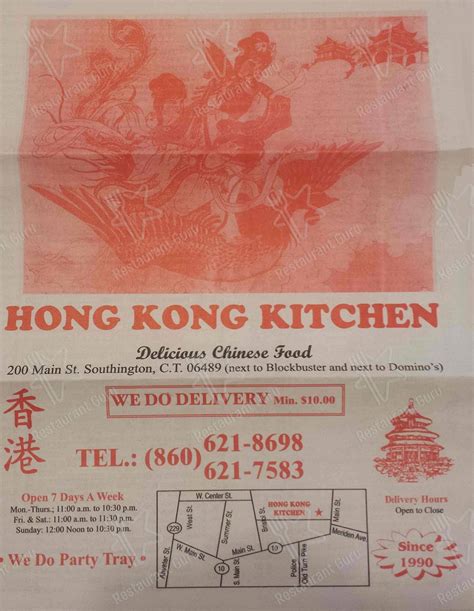 HONG KONG KITCHEN
Delicious Chinese Food
200 Main St. Southington, C.T. 06489 (next to Blockbuster and next to Domino's)
WE DO DELIVERY Min. $10.00
香港
TEL.: (860) 621-8698
621-7583
Open 7 Days A Week
Mon.-Thur.; 11:00 a.m. to 10:30 p.m.
Fri. & Sat.; 11:00 a.m. to 11:30 p.m.
Sunday: 12:00 Noon to 10:30 p.m.
• We Do Party Tray •
W. Center St.
229
West St.
Summer St.
HONG KONG
KITCHEN
Main St.
W. Main St.
Main St.
10
Meriden Ave.
10
S. Main St.
Old Turn Pike
Police
Delivery Hours
Open to Close
Since
1990
Restaurant Guru